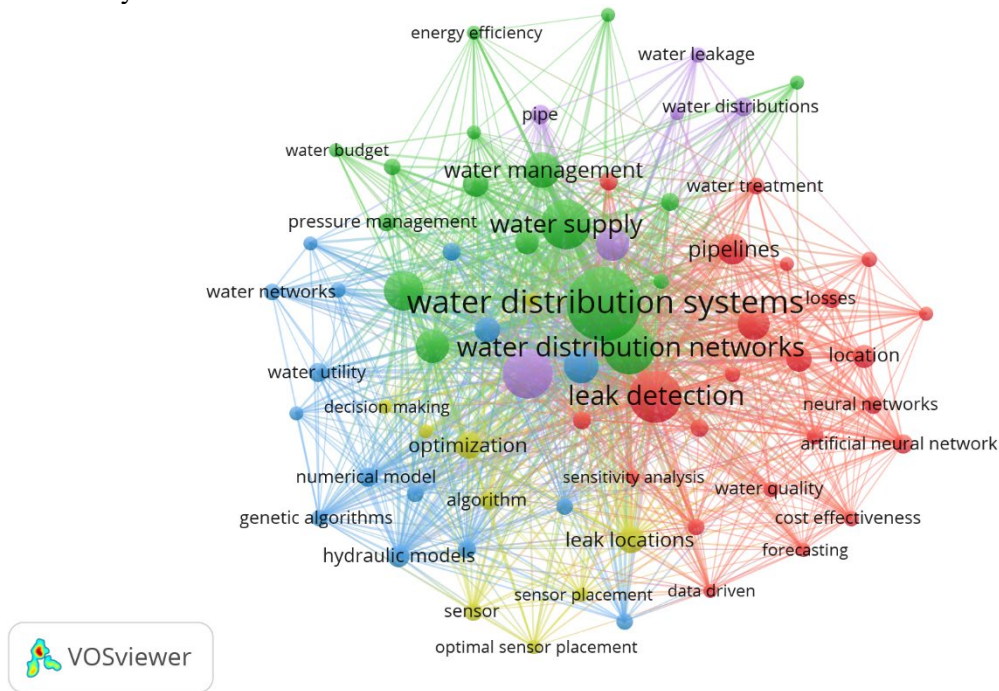 energy efficiency
water leakage
water distributions
pipe
water budget
water management
water treatment
pressure management
water supply
pipelines
water networks
water distribution systems
losses
water distribution networks
location
water utility
leak detection
decision making
neural networks
optimization
artificial neural network
numerical model
sensitivity analysis
algorithm
water quality
genetic algorithms
cost effectiveness
leak locations
hydraulic models
forecasting
sensor placement
data driven
sensor
optimal sensor placement
VOSviewer